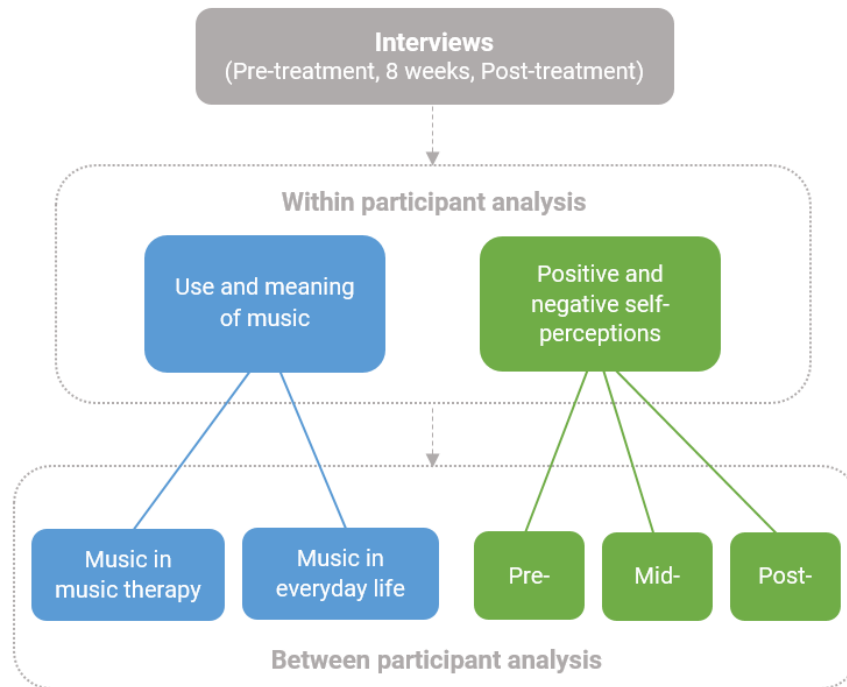 Interviews
(Pre-treatment, 8 weeks, Post-treatment)
Within participant analysis
Use and meaning
of music
Positive and
negative self-
perceptions
Music in
music therapy
Music in
everyday life
Pre-
Mid-
Post-
Between participant analysis